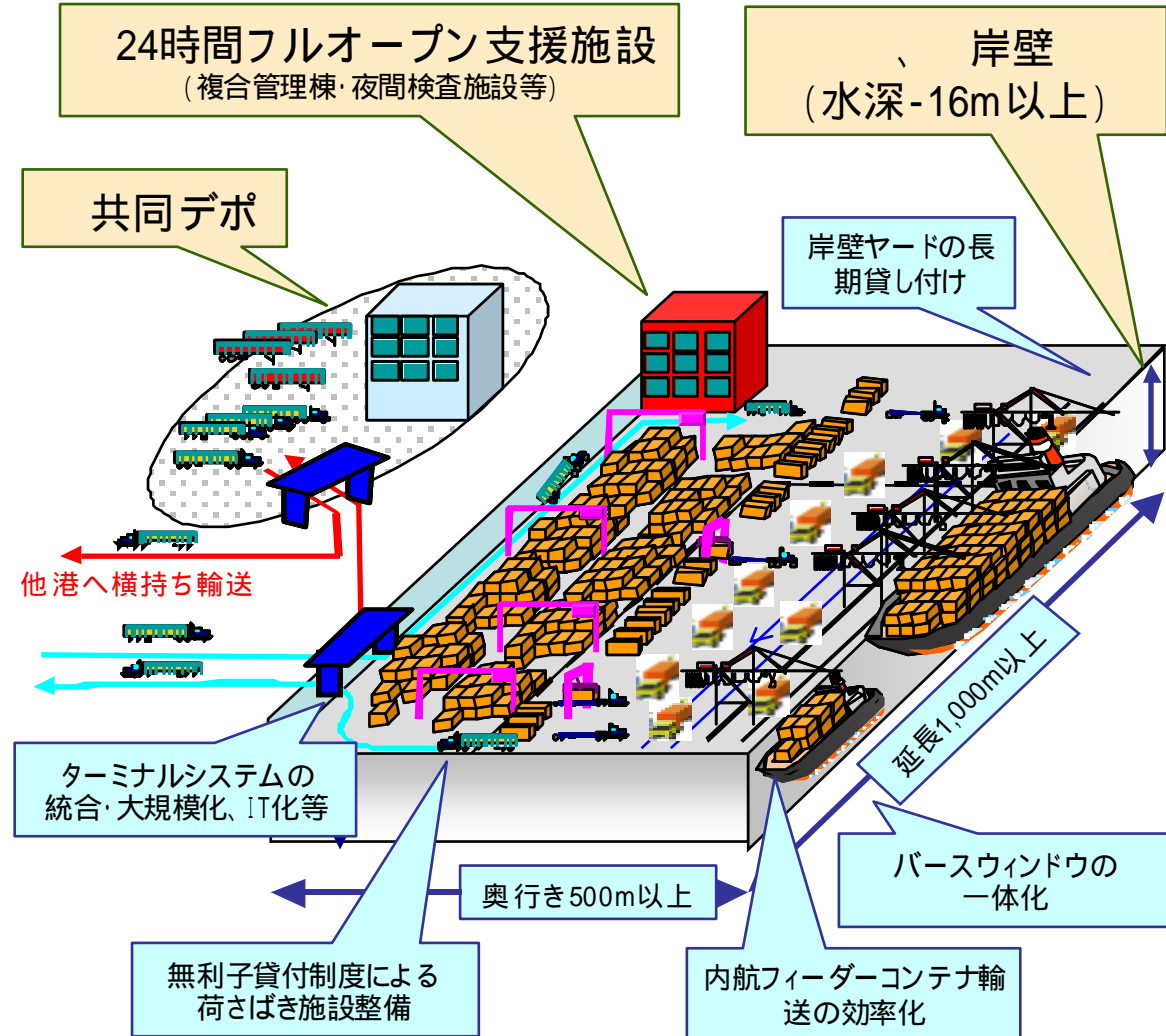 24時間フルオープン支援施設
(複合管理棟・夜間検査施設等)
、 岸壁
(水深-16m以上)
共同デポ
岸壁ヤードの長
期貸し付け
他港へ横持ち輸送
ターミナルシステムの
統合・大規模化、IT化等
延長1,000m以上
バースウィンドウの
一体化
奥行き500m以上
無利子貸付制度による
荷さばき施設整備
内航フィーダーコンテナ輸
送の効率化